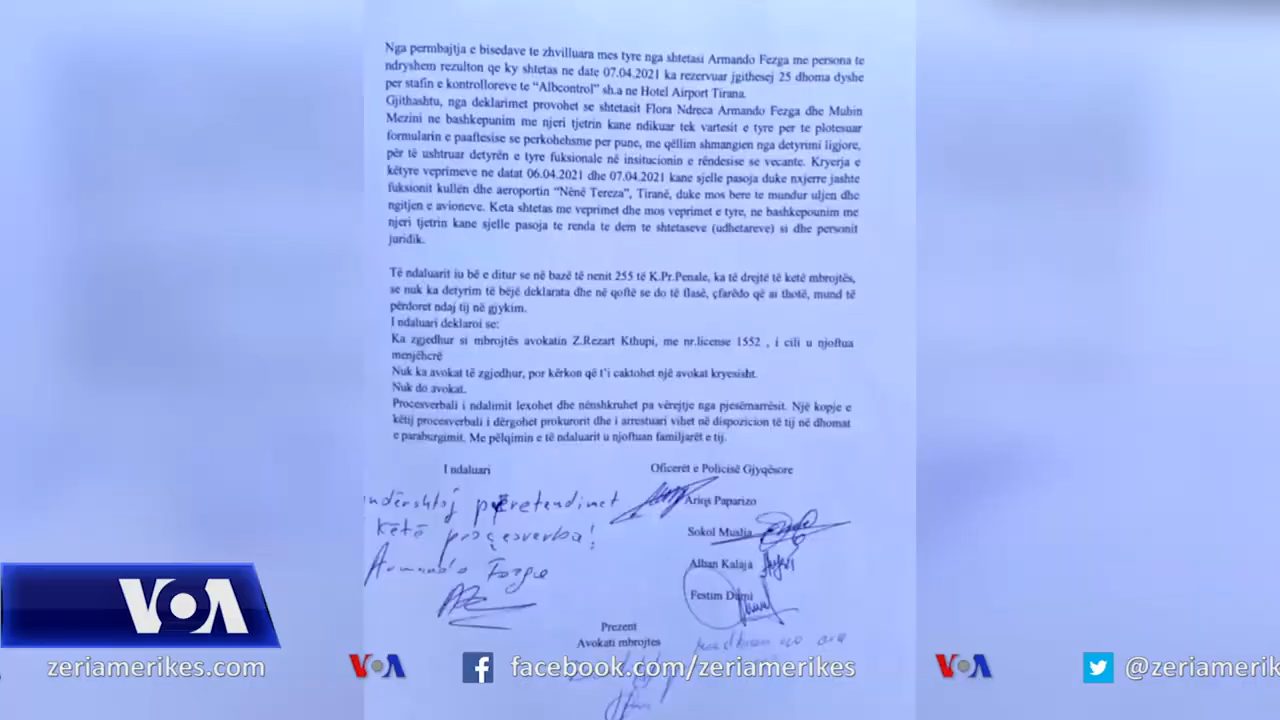 Nga permbajtja e bisedave te zhvilluara mes tyre nga shtetasi Armando Fezga me persona te
ndryshem rezulton qe ky shtetas ne datę 07.04.2021 ka rezervuar jgithesej 25 dhoma dyshe
per stafin e kontrolloreve te “Albcontrol” sh.a ne Hotel Airport Tirana.
Gjithashtu, nga deklarimet provohet se shtetasit Flora Ndreca Armando Fezga dhe Muhin
Mezini ne bashkepunim me njeri tjetrin kane ndikuar tek vartesit e tyre per te plotesuar
formularin e paaftesise se perkohehsme per pune, me qëllim shmangien nga detyrimi ligjore,
për të ushtruar detyrën e tyre fuksionale në insitucionin e rëndesise se vecante. Kryerja e
këtyre veprimeve ne datat 06.04.2021 dhe 07.04.2021 kane sjelle pasoja duke nxjerre jashte
fuksionit kullën dhe aeroportin “Nënë Tereza”, Tiranë, duke mos bere te mundur uljen dhe
ngitjen e avioneve. Keta shtetas me veprimet dhe mos veprimet e tyre, ne bashkepounim me
njeri tjetrin kane sjelle pasoja te renda te dem te shtetaseve (udhetareve) si dhe personit
juridik.
Të ndaluarit iu bë e ditur se në bazë të nenit 255 të K.Pr.Penale, ka të drejtë të ketë mbrojtës,
se nuk ka detyrim të bëjë deklarata dhe në qoftë se do të flasë, çfarëdo që ai thotë, mund të
përdoret ndaj tij në gjykim.
I ndaluari deklaroi se:
Ka zgjedhur si mbrojtës avokatin Z.Rezart Kthupi, me nr.license 1552 , i cili u njoftua
menjëherë
Nuk ka avokat të zgjedhur, por kërkon që t’i caktohet një avokat kryesisht.
Nuk do avokat.
Procesverbali i ndalimit lexohet dhe nënshkruhet pa vërejtje nga pjesëmarrësit. Një kopje e
këtij procesverbali i dërgohet prokurorit dhe i arrestuari vihet në dispozicion të tij në dhomat
e paraburgimit. Me pëlqimin e të ndaluarit u njoftuan familjarët e tij.
I ndaluari Oficerët e Policisë Gjyqësore
undërshtoj pretendimet
Këtë proçesverba!
Armando Fezga
Paparizo
Sokol Muslia
Alban Kalaja
Festim
Prezent
Avokati mbrojtes
VOA
zeriamerikes.com VOA facebook.com/zeriamerikes VOA @zeriamerikes